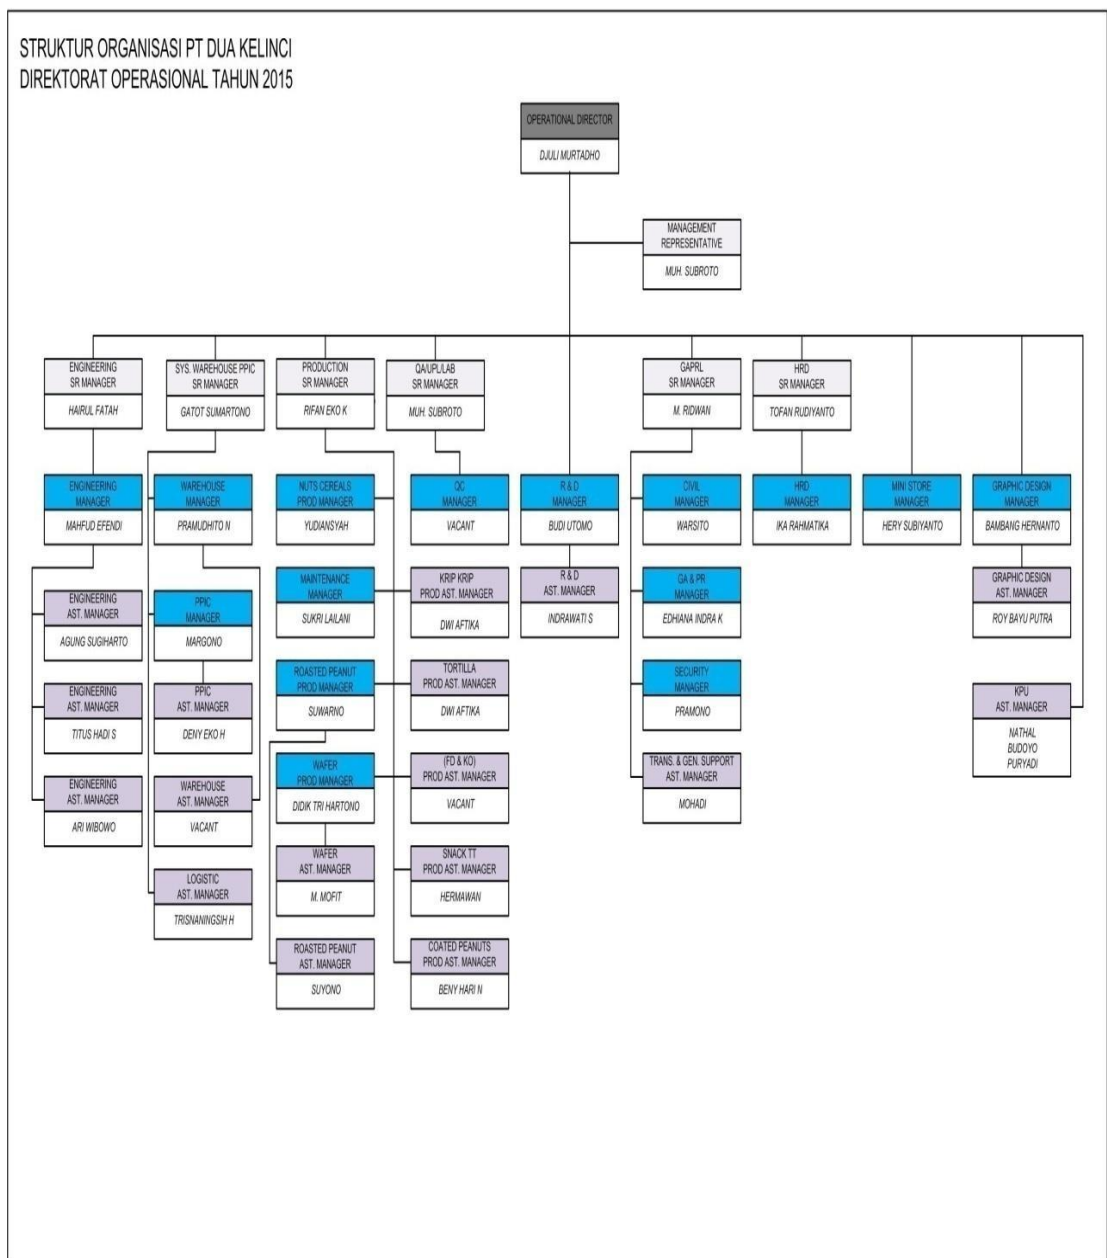 STRUKTUR ORGANISASI PT DUA KELINCI
DIREKTORAT OPERASIONAL TAHUN 2015
OPERATIONAL DIRECTOR
DJULI MURTADHO
MANAGEMENT
REPRESENTATIVE
MUH. SUBROTO
ENGINEERING
SR MANAGER
HAIRUL FATAH
SYS. WAREHOUSE PPIC
SR MANAGER
GATOT SUMARTONO
PRODUCTION
SR MANAGER
RIFAN EKO K
QA/UPL/LAB
SR MANAGER
MUH. SUBROTO
GAPRL
SR MANAGER
M. RIDWAN
HRD
SR MANAGER
TOFAN RUDIYANTO
ENGINEERING
MANAGER
MAHFUD EFENDI
WAREHOUSE
MANAGER
PRAMUDHITO N
NUTS CEREALS
PROD MANAGER
YUDIANSYAH
QC
MANAGER
VACANT
R & D
MANAGER
BUDI UTOMO
CIVIL
MANAGER
WARSITO
HRD
MANAGER
IKA RAHMATIKA
MINI STORE
MANAGER
HERY SUBIYANTO
GRAPHIC DESIGN
MANAGER
BAMBANG HERNANTO
ENGINEERING
AST. MANAGER
AGUNG SUGIHARTO
PPIC
MANAGER
MARGONO
MAINTENANCE
MANAGER
SUKRI LAILANI
KRIP KRIP
PROD AST. MANAGER
DWI AFTIKA
R & D
AST. MANAGER
INDRAWATI S
GA & PR
MANAGER
EDHIANA INDRA K
GRAPHIC DESIGN
AST. MANAGER
ROY BAYU PUTRA
ENGINEERING
AST. MANAGER
TITUS HADI S
PPIC
AST. MANAGER
DENY EKO H
ROASTED PEANUT
PROD MANAGER
SUWARNO
TORTILLA
PROD AST. MANAGER
DWI AFTIKA
SECURITY
MANAGER
PRAMONO
KPU
AST. MANAGER
NATHAL
BUDOYO
PURYADI
ENGINEERING
AST. MANAGER
ARI WIBOWO
WAREHOUSE
AST. MANAGER
VACANT
WAFER
PROD MANAGER
DIDIK TRI HARTONO
(FD & KO)
PROD AST. MANAGER
VACANT
TRANS. & GEN. SUPPORT
AST. MANAGER
MOHADI
LOGISTIC
AST. MANAGER
TRISNANINGSIH H
WAFER
AST. MANAGER
M. MOFIT
SNACK TT
PROD AST. MANAGER
HERMAWAN
ROASTED PEANUT
AST. MANAGER
SUYONO
COATED PEANUTS
PROD AST. MANAGER
BENY HARI N